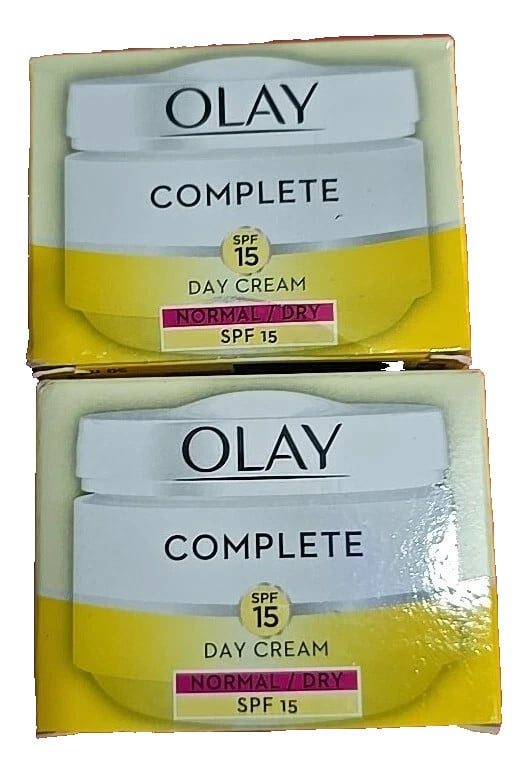 OLAY
COMPLETE
SPF
15
DAY CREAM
NORMAL / DRY
SPF 15
OLAY
COMPLETE
SPF
15
DAY CREAM
NORMAL / DRY
SPF 15